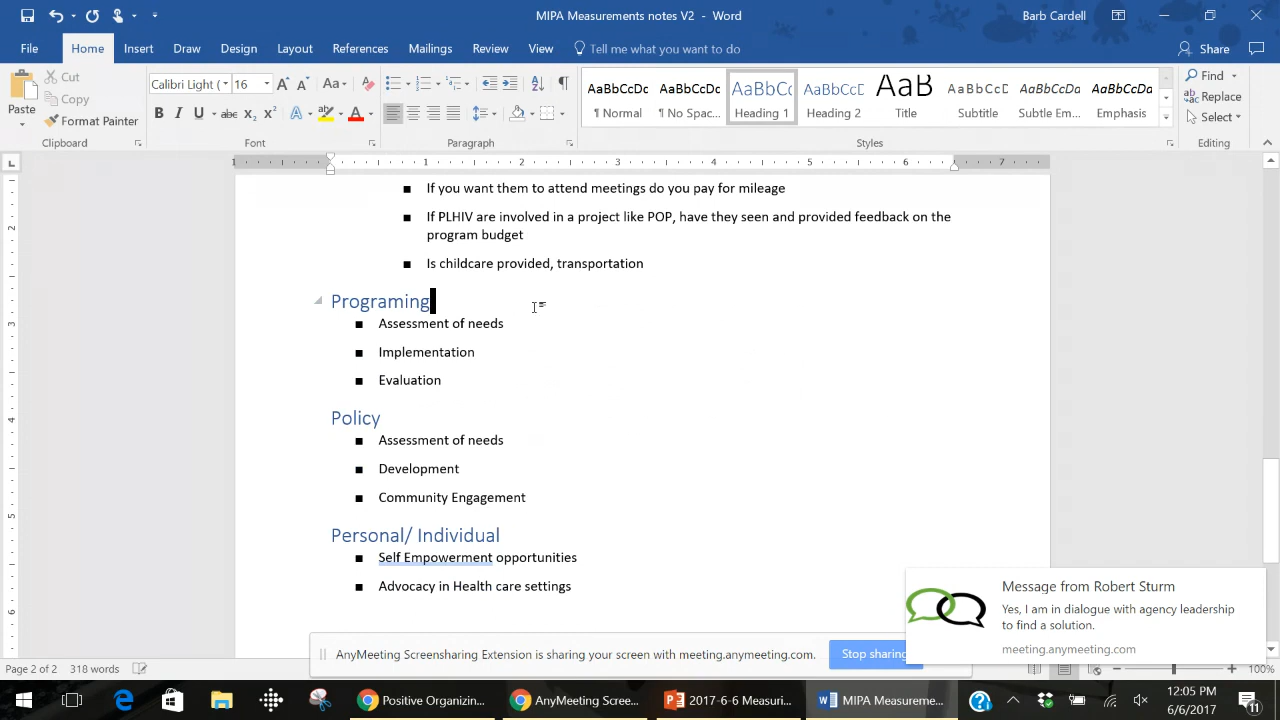 MIPA Measurements notes V2 - Word
Barb Cardell
File Home Insert Draw Design Layout References Mailings Review View Tell me what you want to do
Share
Paste
Cut
Copy
Format Painter
Clipboard
Calibri Light ( 16
Font
Paragraph
AaBbCcDc AaBbCcDc AaBbCc AaBbCcD AaB AaBbCcD AaBbCcDa AaBbCcDa
¶ Normal ¶ No Spac... Heading 1 Heading 2 Title Subtitle Subtle Em... Emphasis
Styles
Find
Replace
Select
Editing
1 1 2 3 4 5 6 7
If you want them to attend meetings do you pay for mileage
If PLHIV are involved in a project like POP, have they seen and provided feedback on the
program budget
Is childcare provided, transportation
Programing
Assessment of needs
Implementation
Evaluation
Policy
Assessment of needs
Development
Community Engagement
Personal/ Individual
Self Empowerment opportunities
Advocacy in Health care settings
Message from Robert Sturm
Yes, I am in dialogue with agency leadership
to find a solution.
meeting.anymeeting.com
AnyMeeting Screensharing Extension is sharing your screen with meeting.anymeeting.com.
Stop sharing
Page 2 of 2 318 words
100%
Positive Organizin...
AnyMeeting Scree...
2017-6-6 Measuri...
MIPA Measureme...
12:05 PM
6/6/2017
11